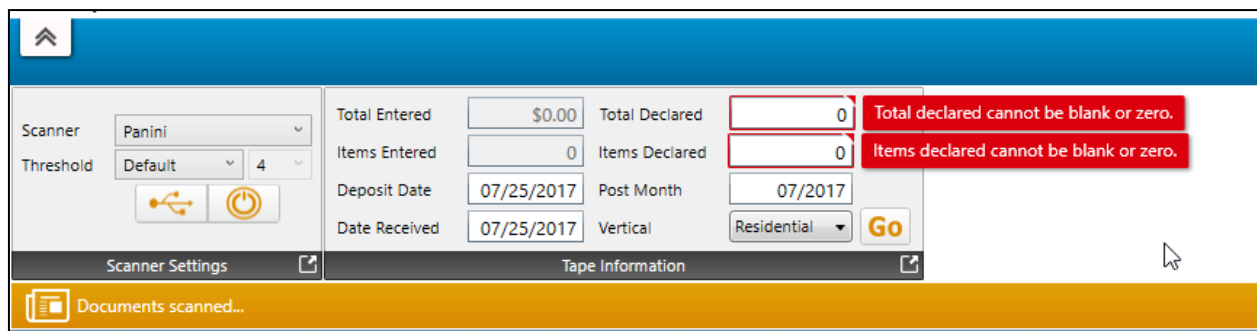 Scanner Panini
Threshold Default 4
Scanner Settings
Total Entered $0.00 Total Declared 0 Total declared cannot be blank or zero.
Items Entered 0 Items Declared 0 Items declared cannot be blank or zero.
Deposit Date 07/25/2017 Post Month 07/2017
Date Received 07/25/2017 Vertical Residential Go
Tape Information
Documents scanned...